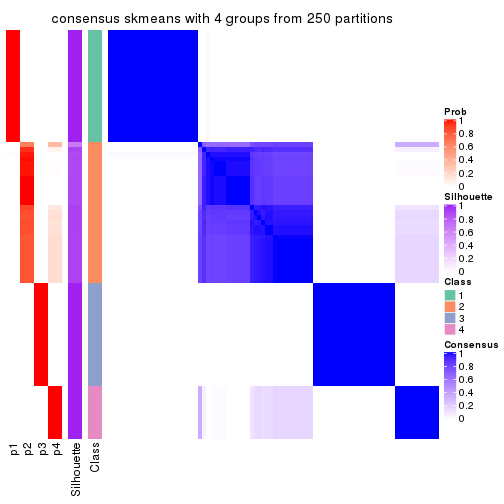 consensus skmeans with 4 groups from 250 partitions
Prob
1
0.8
0.6
0.4
0.2
0
Silhouette
1
0.8
0.6
0.4
0.2
0
Class
1
2
3
4
Consensus
1
0.8
0.6
0.4
0.2
0
p1
p2
p3
p4
Silhouette
Class